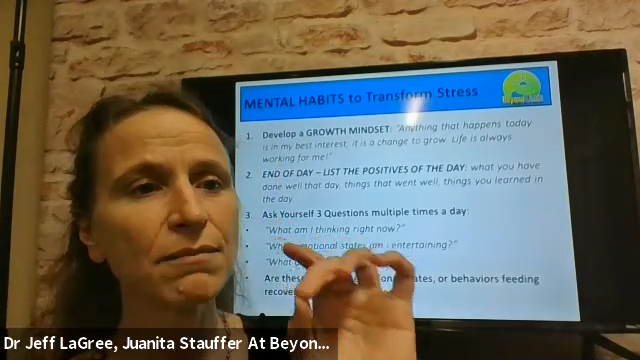 MENTAL HABITS to Transform Stress
1. Develop a GROWTH MINDSET: "Anything that happens today
is in my best interest; it is a change to grow. Life is always
working for me!"
2. END OF DAY – LIST THE POSITIVES OF THE DAY: what you have
done well that day, things that went well, things you learned in
the day
3. Ask Yourself 3 Questions multiple times a day:
• "What am I thinking right now?"
• emotional states am I entertaining?"
• "What
• Are these or behaviors feeding
Dr Jeff LaGree, Juanita Stauffer At Beyon...